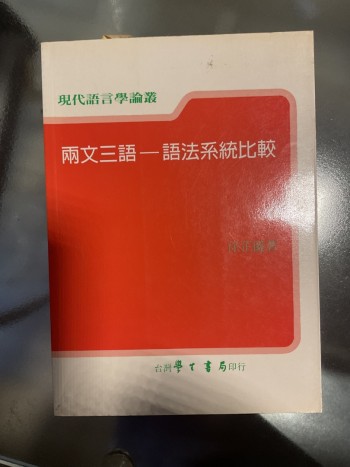 現代語言學論叢
兩文三語—語法系統比較
著
台灣學生書局印行